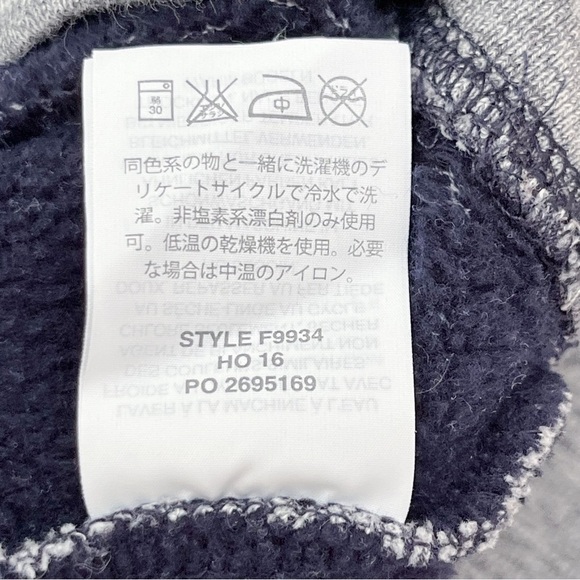 弱
30
エンソ
サラシ
中
ドライ
同色系の物と一緒に洗濯機のデ
リケートサイクルで冷水で洗
濯。非塩素系漂白剤のみ使用
可。低温の乾燥機を使用。必要
な場合は中温のアイロン。
STYLE F9934
HO 16
PO 2695169